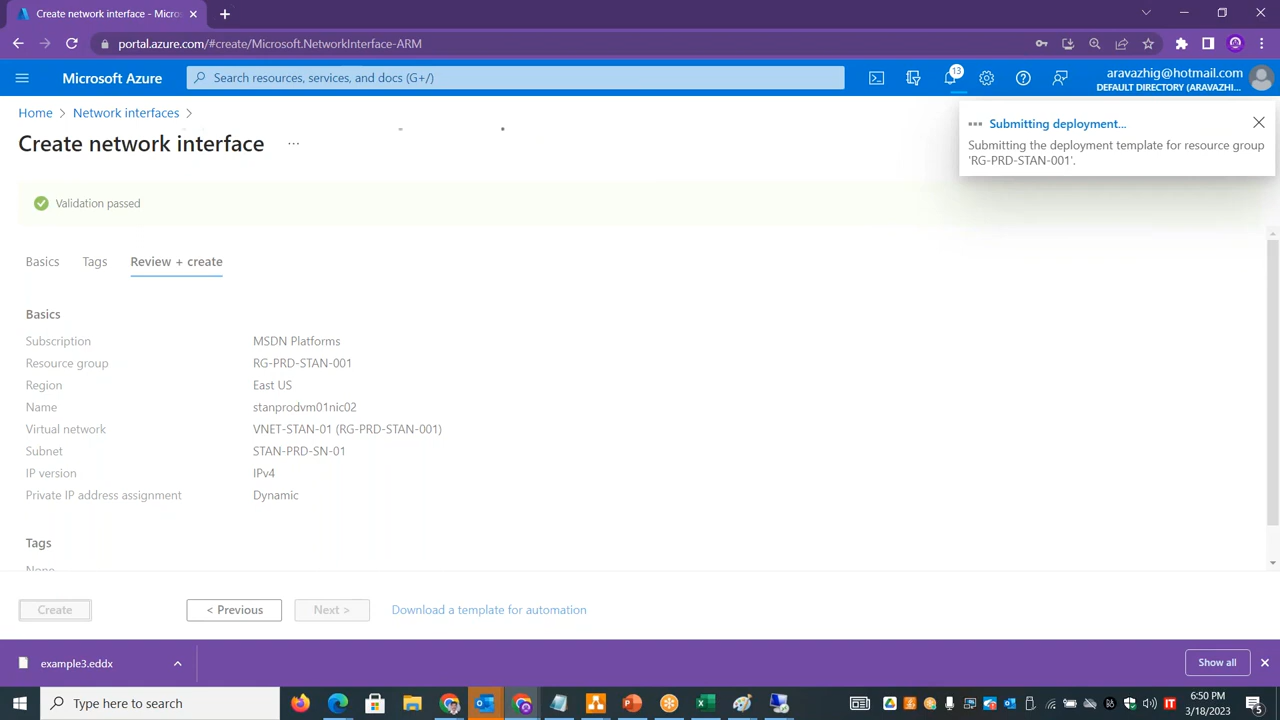 Create network interface - Micros
portal.azure.com/#create/Microsoft.NetworkInterface-ARM
Microsoft Azure
Search resources, services, and docs (G+/)
13
aravazhig@hotmail.com
DEFAULT DIRECTORY (ARAVAZHI...
Home > Network interfaces >
Create network interface ...
Submitting deployment...
Submitting the deployment template for resource group
'RG-PRD-STAN-001'.
Validation passed
Basics Tags Review + create
Basics
Subscription MSDN Platforms
Resource group RG-PRD-STAN-001
Region East US
Name stanprodvm01nic02
Virtual network VNET-STAN-01 (RG-PRD-STAN-001)
Subnet STAN-PRD-SN-01
IP version IPv4
Private IP address assignment Dynamic
Tags
None
Create < Previous Next > Download a template for automation
example3.eddx
Show all
Type here to search
IT
6:50 PM
3/18/2023
5